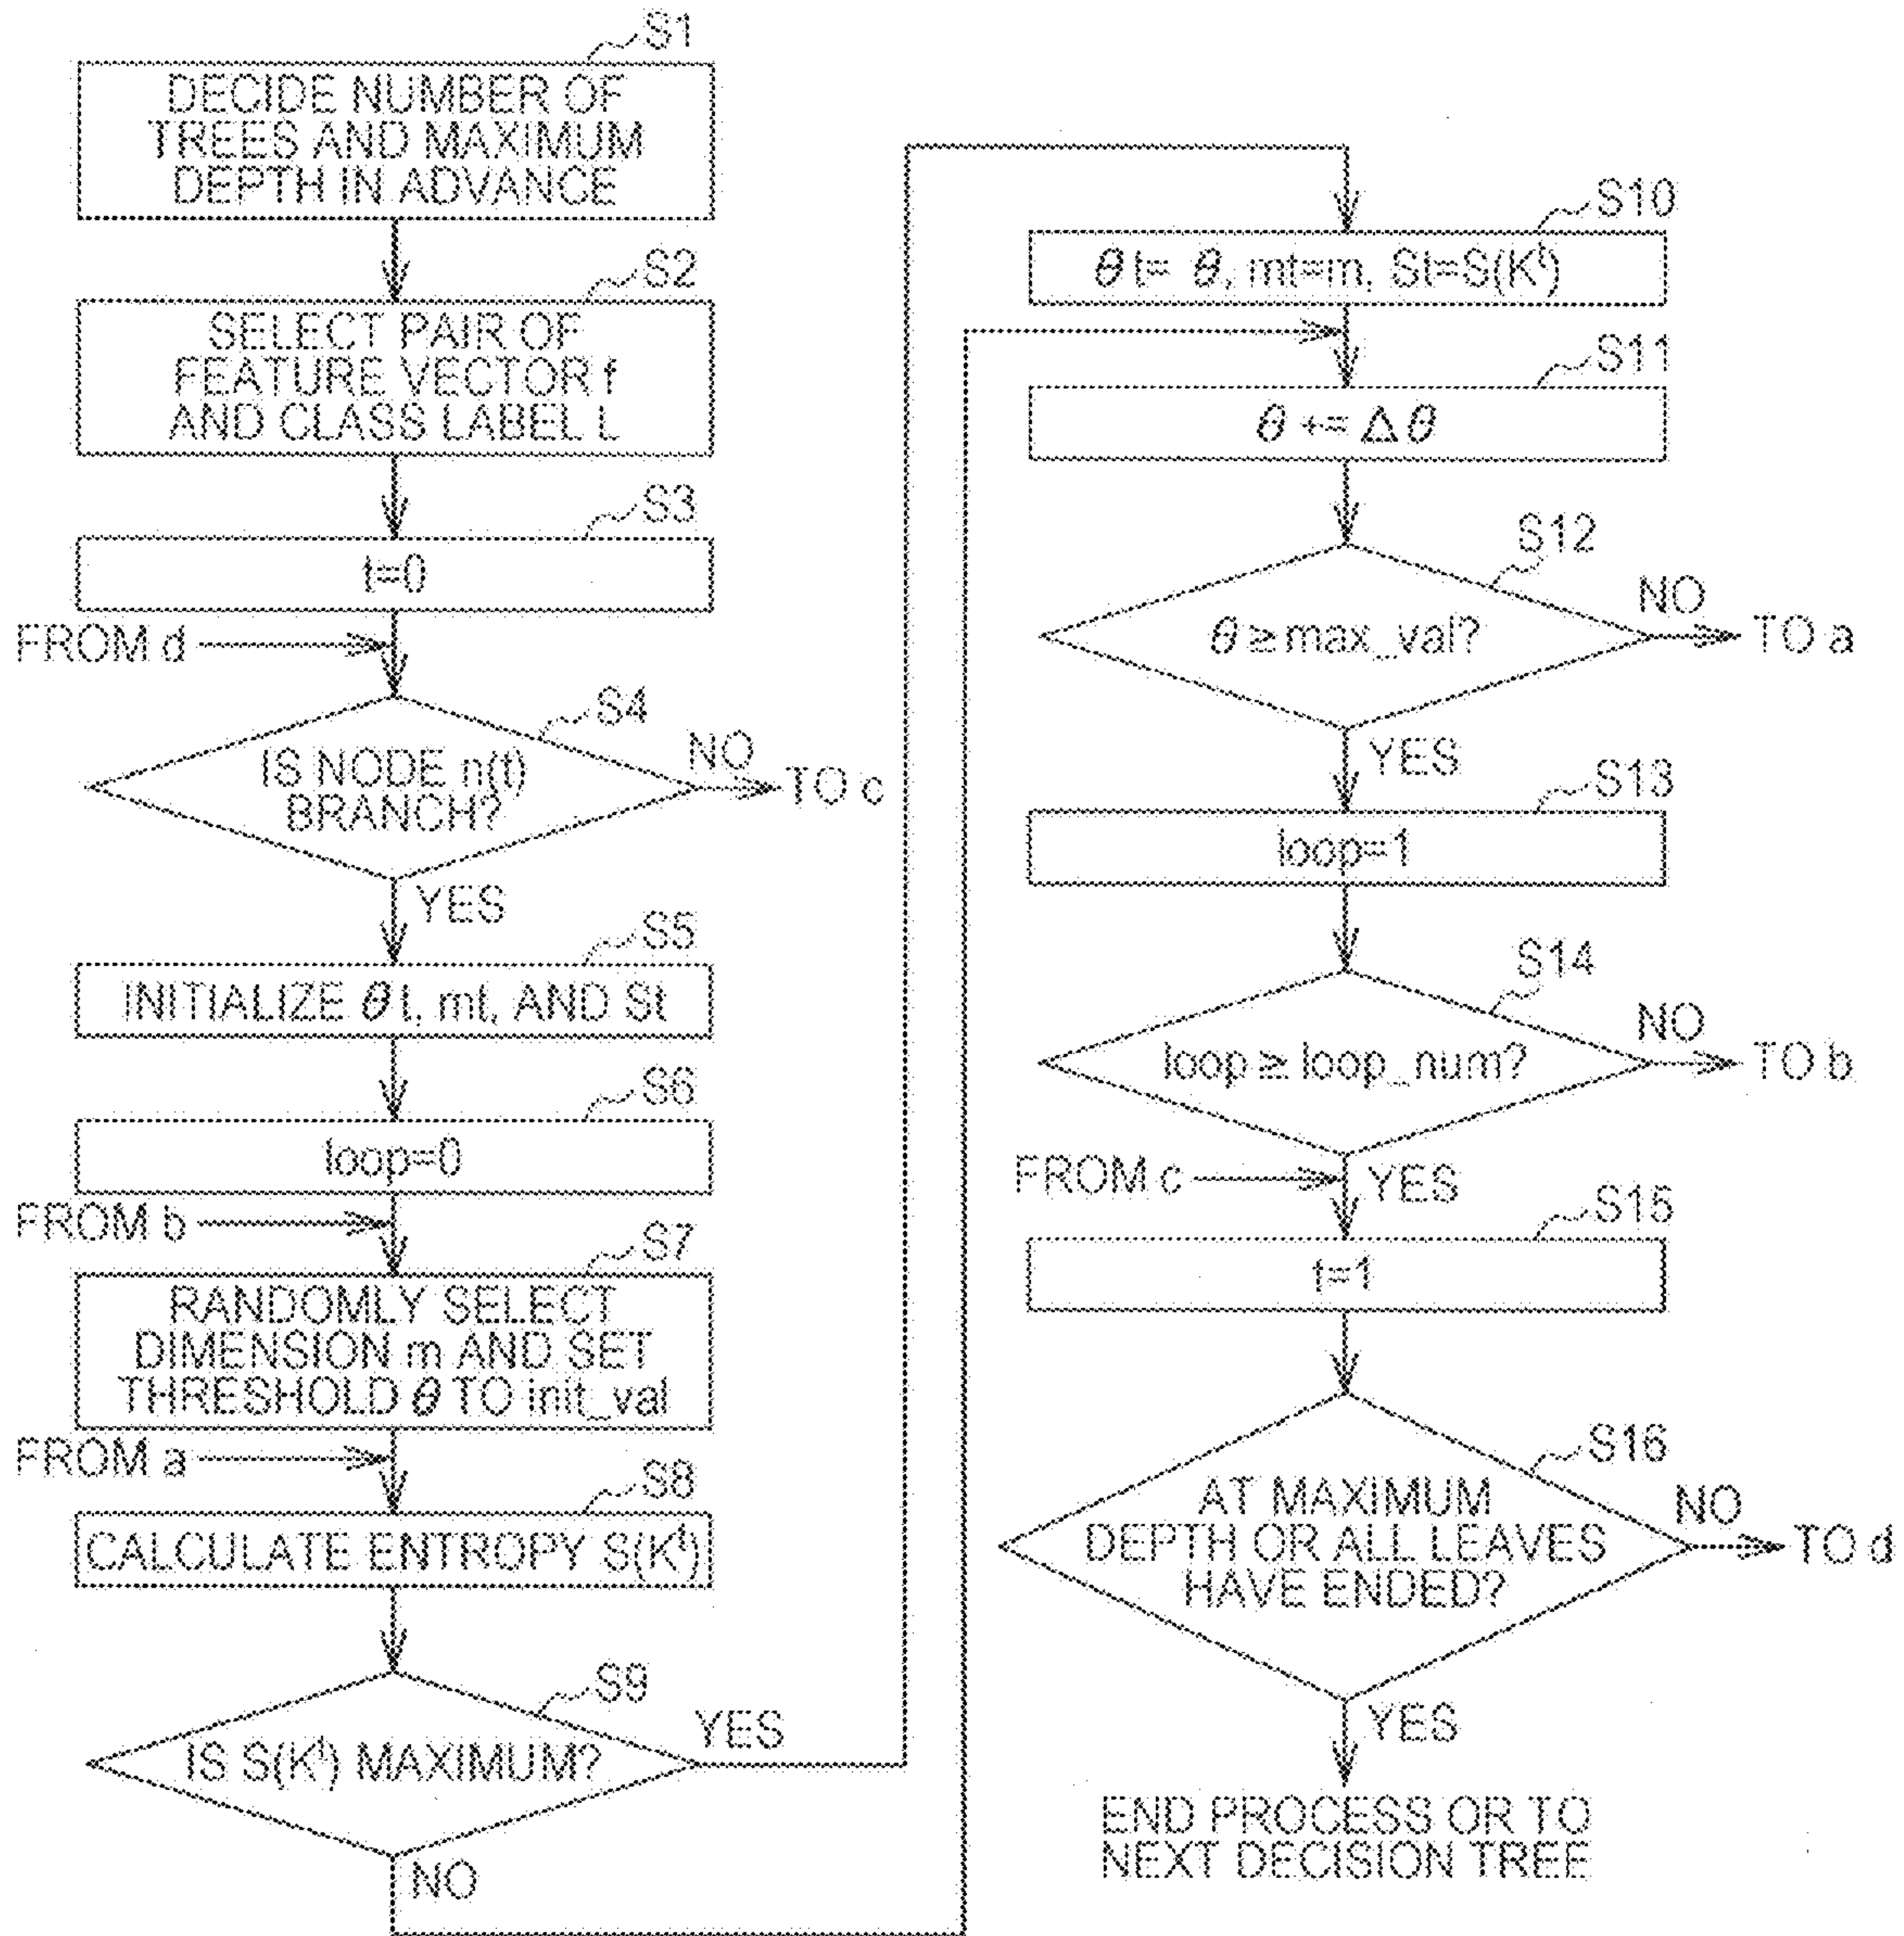 S1
DECIDE NUMBER OF
TREES AND MAXIMUM
DEPTH IN ADVANCE
S2
SELECT PAIR OF
FEATURE VECTOR f
AND CLASS LABEL L
S3
t=0
FROM d
S4
IS NODE n(t)
BRANCH?
NO
TO c
YES
S5
INITIALIZE θt, mt, AND St
S6
loop=0
FROM b
S7
RANDOMLY SELECT
DIMENSION m AND SET
THRESHOLD θ TO init_val
FROM a
S8
CALCULATE ENTROPY S(Kᵗ)
S9
IS S(Kᵗ) MAXIMUM?
YES
NO
S10
θt= θ, mt=m, St=S(Kᵗ)
S11
θ += Δθ
S12
θ ≥ max_val?
NO
TO a
YES
S13
loop=1
S14
loop ≥ loop_num?
NO
TO b
FROM c
YES
S15
t=1
S16
AT MAXIMUM
DEPTH OR ALL LEAVES
HAVE ENDED?
NO
TO d
YES
END PROCESS OR TO
NEXT DECISION TREE